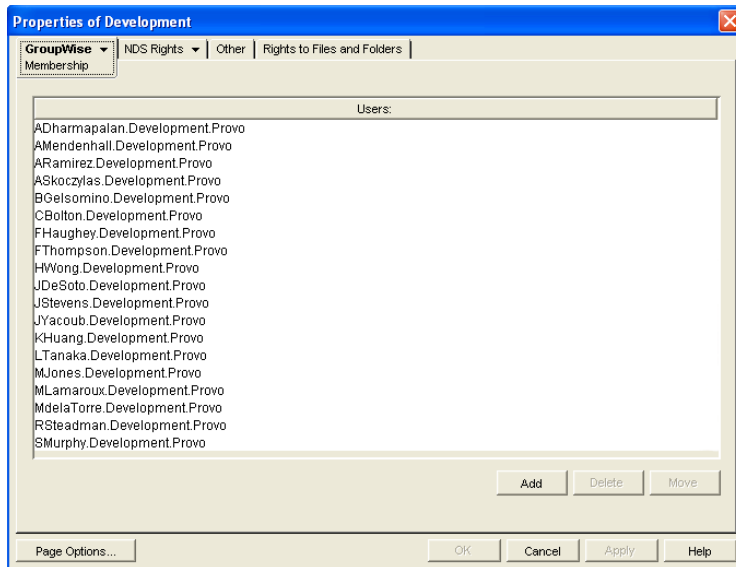 Properties of Development
GroupWise NDS Rights Other Rights to Files and Folders
Membership
Users:
ADharmapalan.Development.Provo
AMendenhall.Development.Provo
ARamirez.Development.Provo
ASkoczylas.Development.Provo
BGelsomino.Development.Provo
CBolton.Development.Provo
FHaughey.Development.Provo
FThompson.Development.Provo
HWong.Development.Provo
JDeSoto.Development.Provo
JStevens.Development.Provo
JYacoub.Development.Provo
KHuang.Development.Provo
LTanaka.Development.Provo
MJones.Development.Provo
MLamaroux.Development.Provo
MdelaTorre.Development.Provo
RSteadman.Development.Provo
SMurphy.Development.Provo
Add Delete Move
Page Options... OK Cancel Apply Help